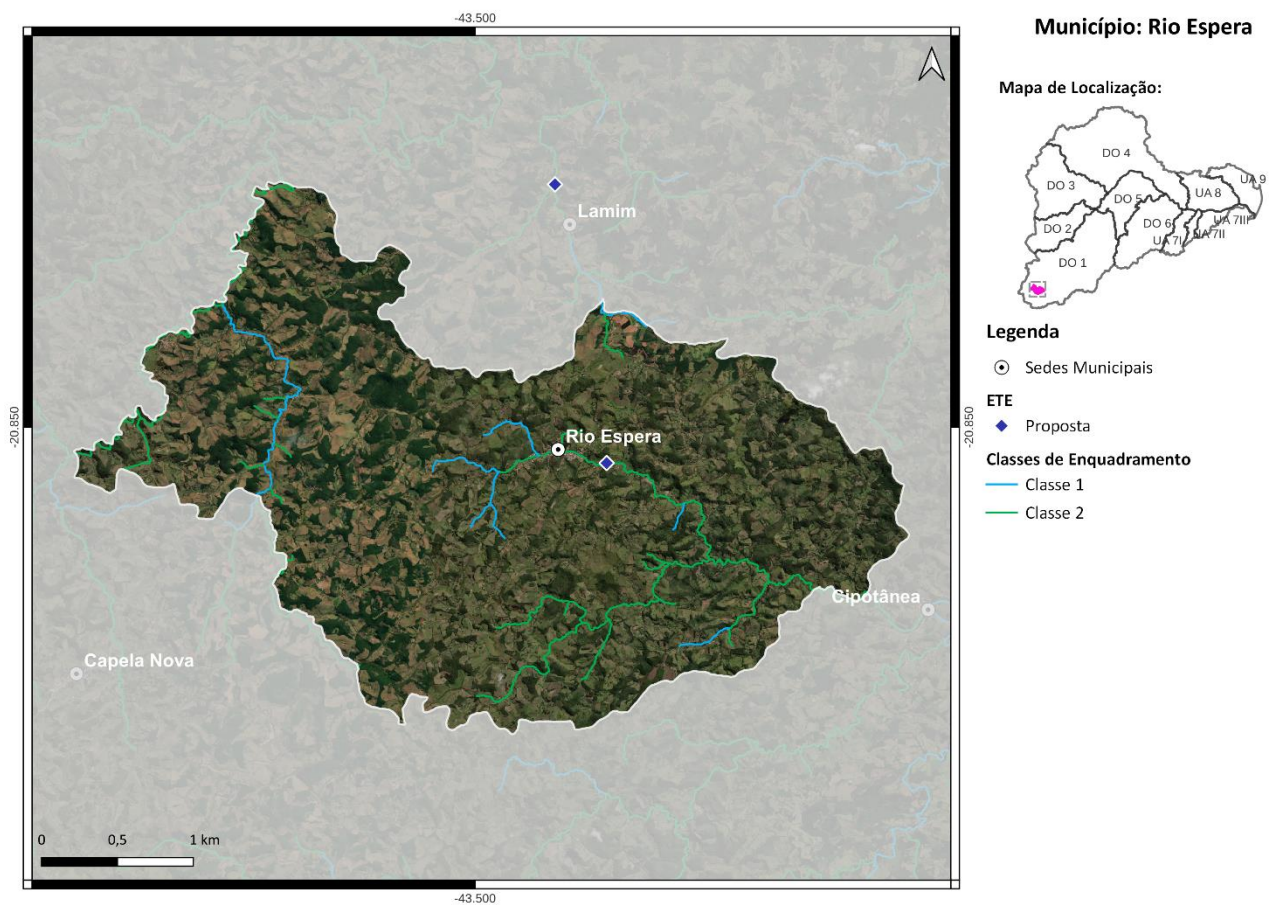 Município: Rio Espera
-43.500
Mapa de Localização:
DO 4
DO 3
UA 9
UA 8
DO 5
DO 2
DO 6
UA 7III
UA 7II
UA 7I
DO 1
Legenda
Sedes Municipais
ETE
Proposta
Classes de Enquadramento
Classe 1
Classe 2
Lamim
-20.850
-20.850
Rio Espera
Cipotânea
Capela Nova
0 0,5 1 km
-43.500